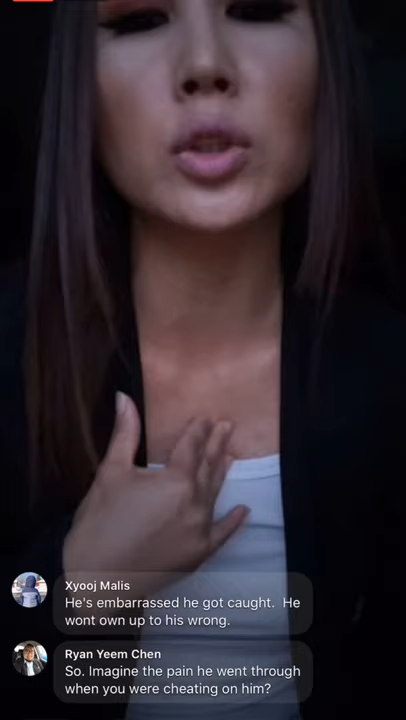 Xyooj Malis
He's embarrassed he got caught.  He
wont own up to his wrong.
Ryan Yeem Chen
So. Imagine the pain he went through
when you were cheating on him?